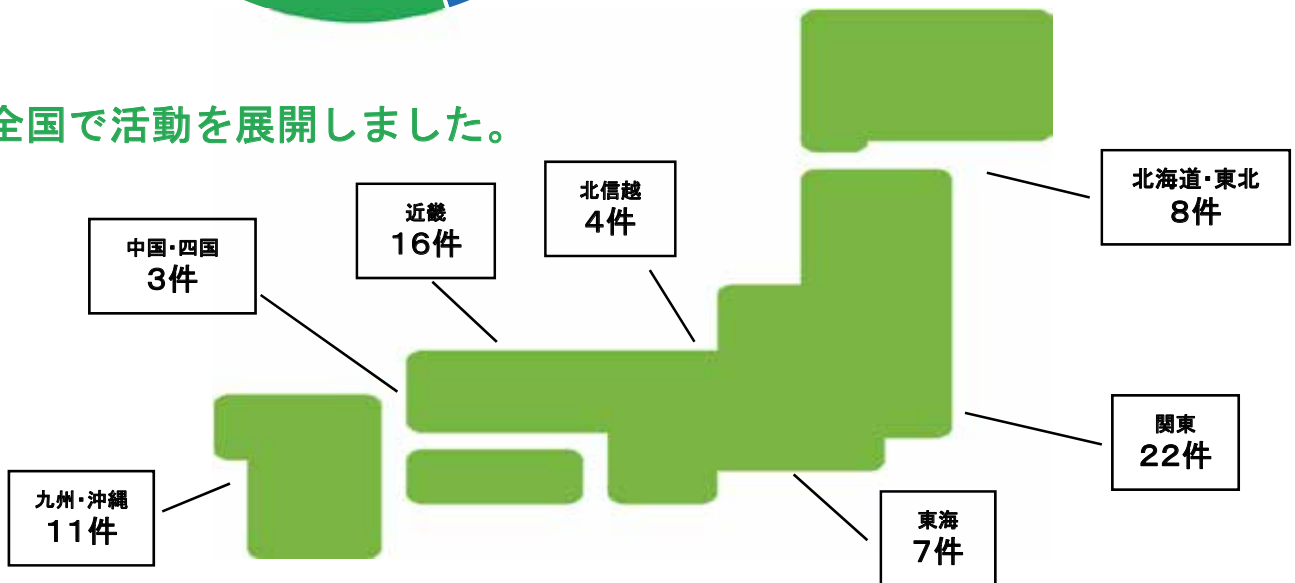 全国で活動を展開しました。
北海道・東北
8件
北信越
4件
近畿
16件
中国・四国
3件
関東
22件
九州・沖縄
11件
東海
7件